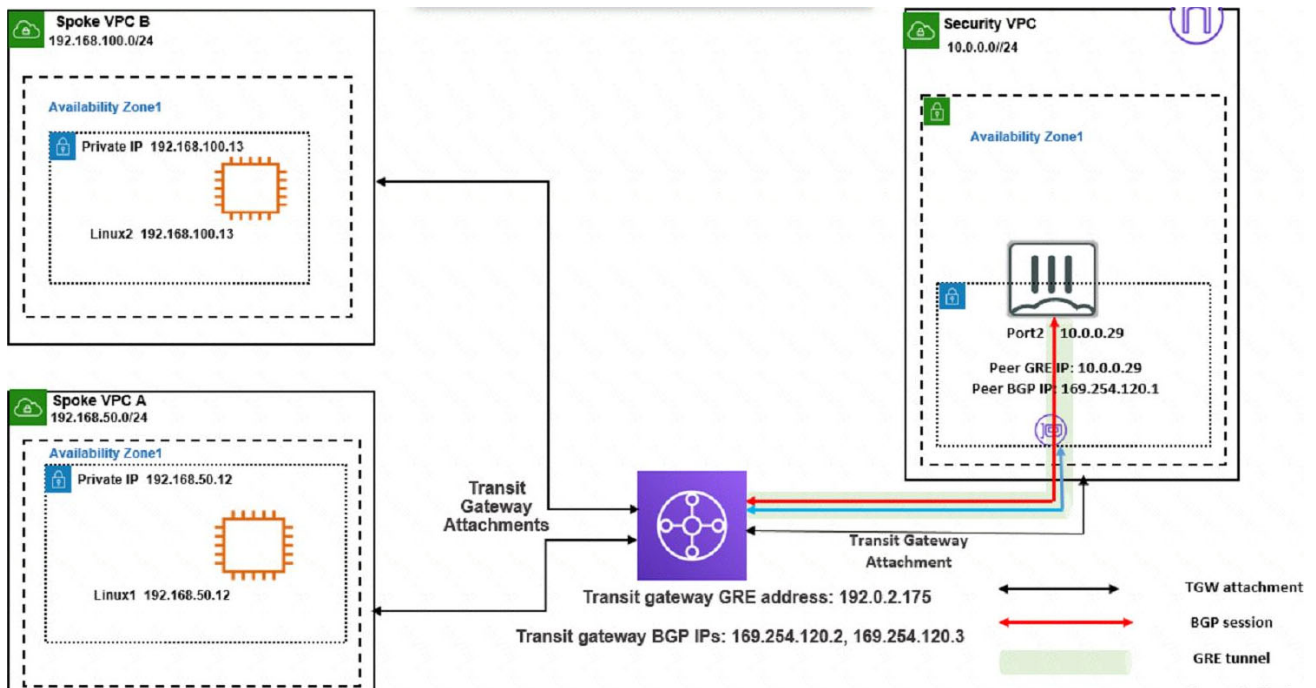 Spoke VPC B
192.168.100.0/24
Availability Zone1
Private IP 192.168.100.13
Linux2 192.168.100.13
Spoke VPC A
192.168.50.0/24
Availability Zone1
Private IP 192.168.50.12
Linux1 192.168.50.12
Transit
Gateway
Attachments
Security VPC
10.0.0.0//24
Availability Zone1
Port2 10.0.0.29
Peer GRE IP: 10.0.0.29
Peer BGP IP: 169.254.120.1
Transit Gateway
Attachment
Transit gateway GRE address: 192.0.2.175
Transit gateway BGP IPs: 169.254.120.2, 169.254.120.3
TGW attachment
BGP session
GRE tunnel